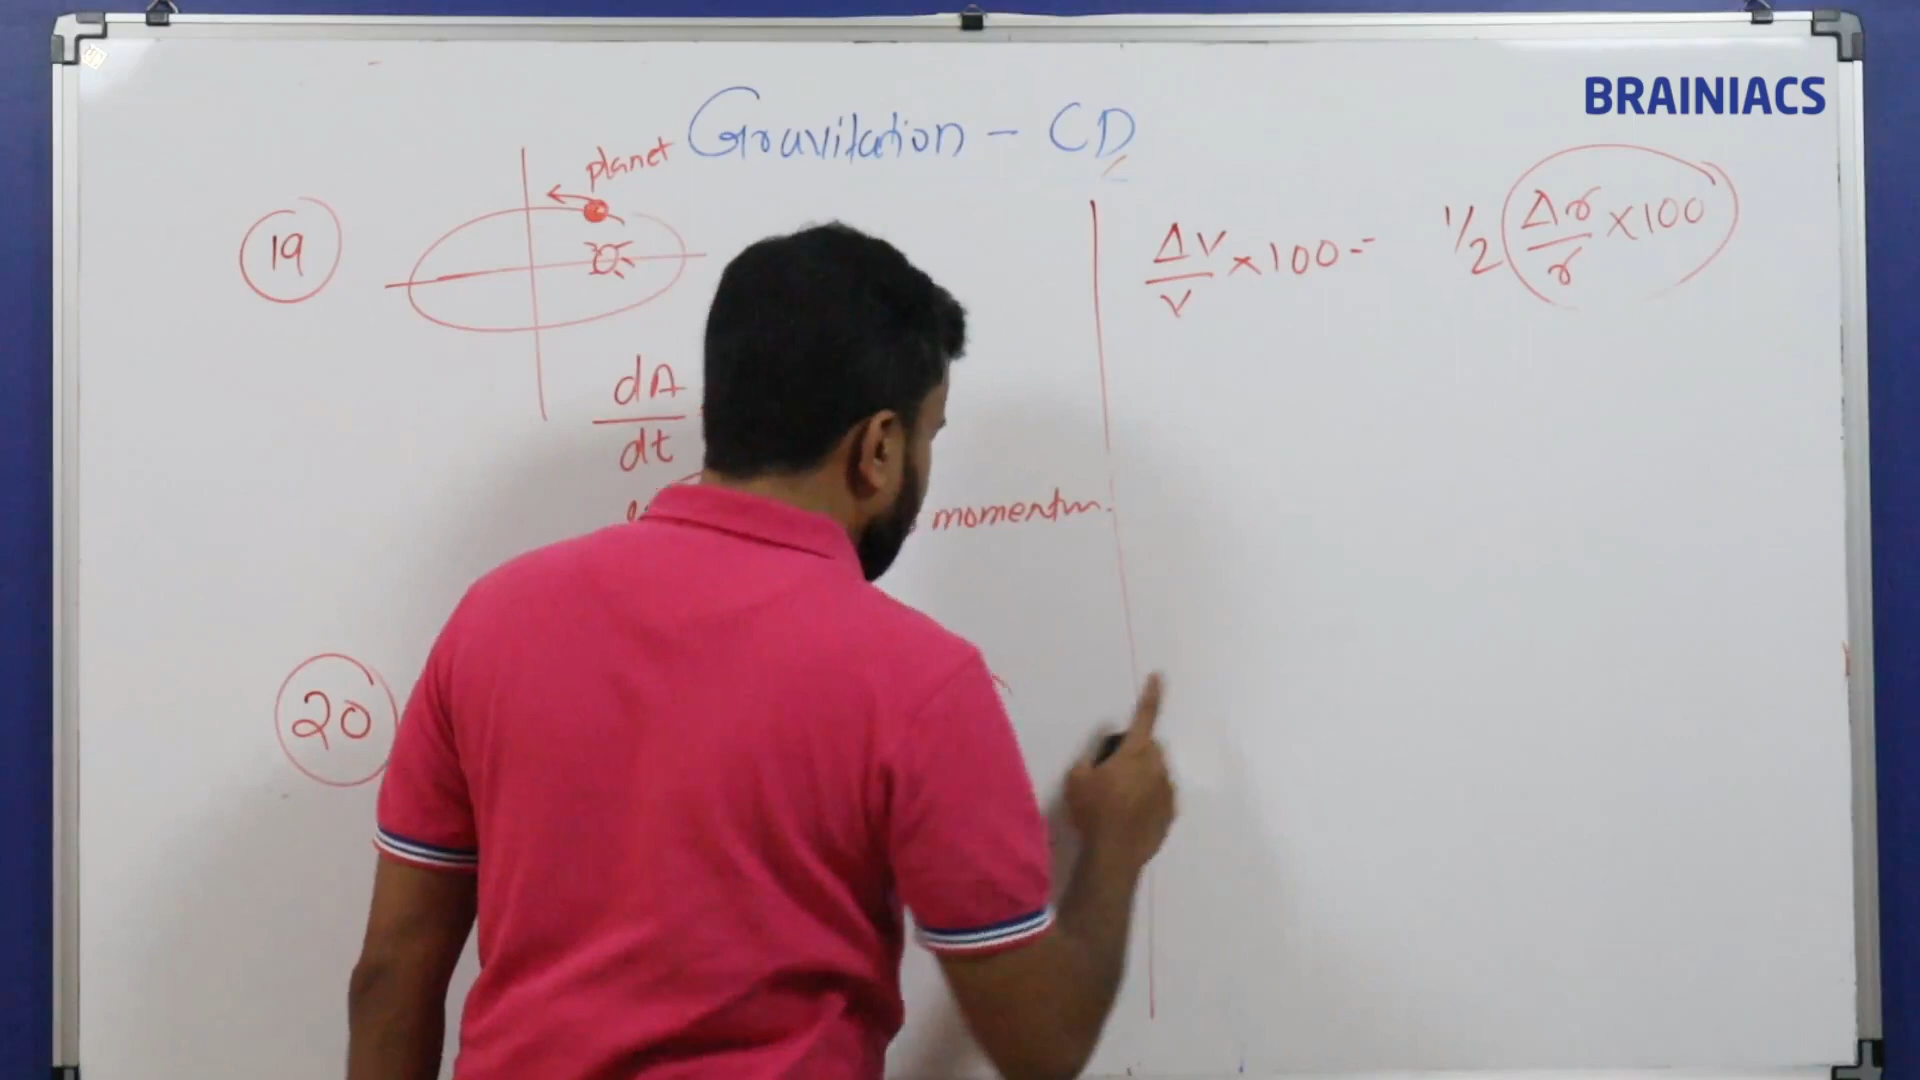 BRAINIACS
Gravitation - CD
planet
19
dA
dt
momentum.
20
ΔV
V
×100 =
1/2
Δr
r
×100